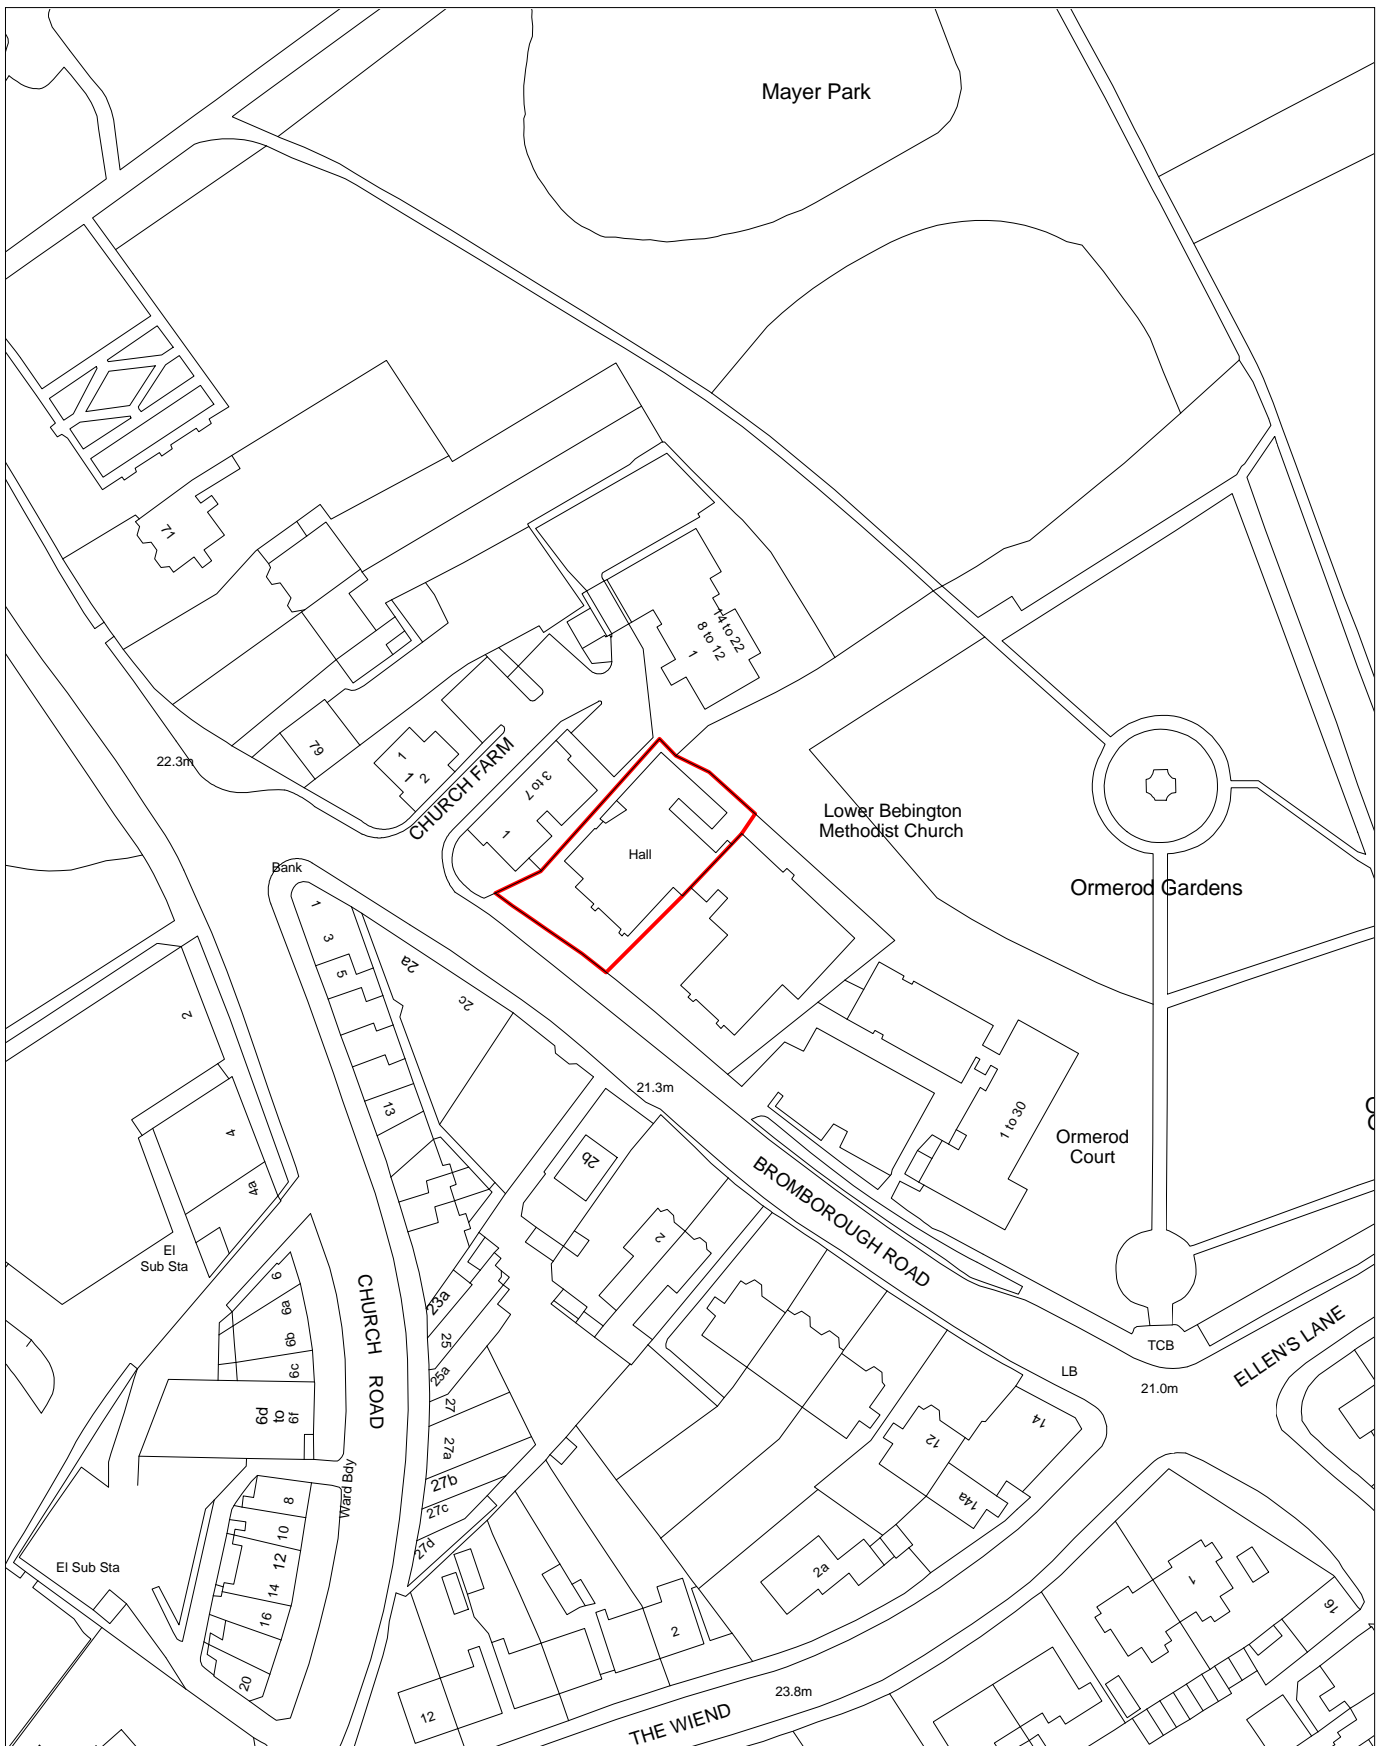 Mayer Park
71
14 to 22
8 to 12
1
79
1
1
2
22.3m
CHURCH FARM
3 to 7
1
Hall
Lower Bebington
Methodist Church
Ormerod Gardens
Bank
1
3
5
2a
2c
13
2
4
4a
El
Sub Sta
21.3m
2b
2
1 to 30
Ormerod
Court
BROMBOROUGH ROAD
CHURCH ROAD
23a
25
25a
27
27a
27b
27c
27d
6
6a
6b
6c
6d
to
6f
Ward Bdy
8
10
12
14
16
20
El Sub Sta
TCB
LB
21.0m
ELLEN'S LANE
14
12
14a
2a
1
16
2
12
23.8m
THE WIEND